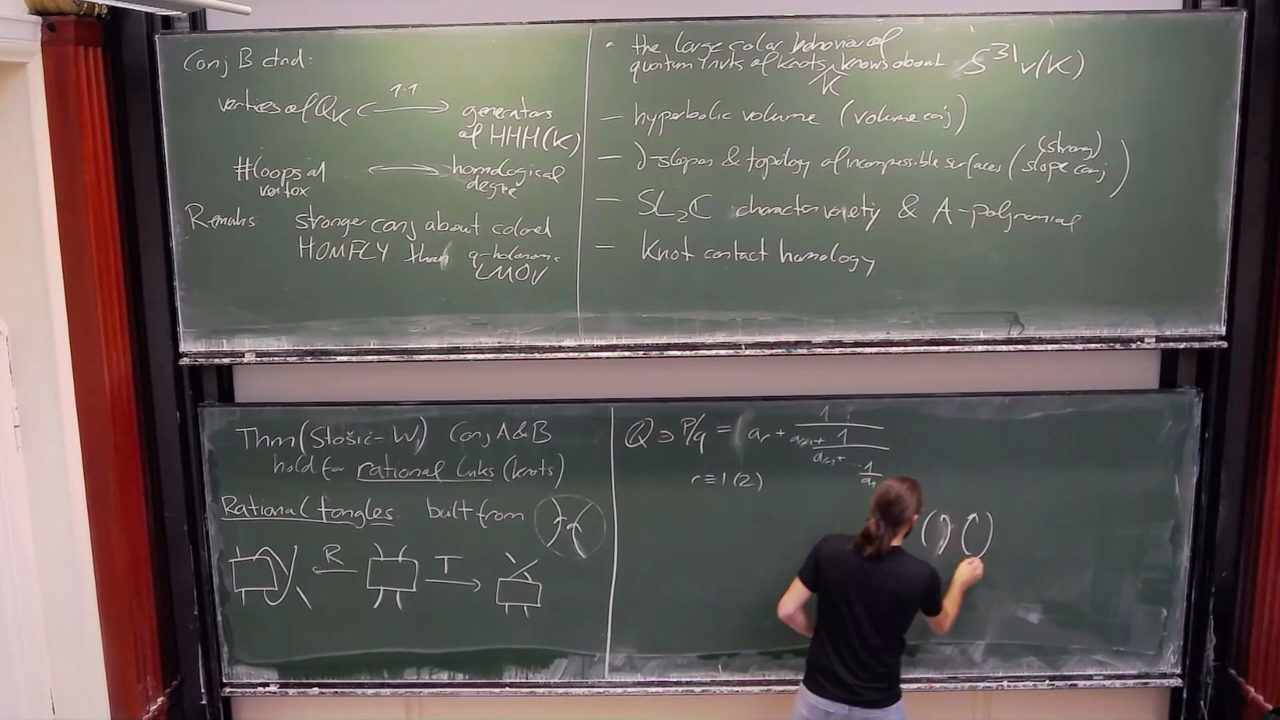 Conj B ctnd:
vertices of Q_K ⟷ 1:1 generators of HHH(K)
#loops at vertex ⟷ homological degree
Remarks stronger conj about colored
HOMFLY than q-holonomic
LMOV
• the large color behaviour of
quantum invts of knots K knows about S³\ν(K)
– hyperbolic volume (volume conj)
– ∂-slopes & topology of incompressible surfaces ((strong) slope conj)
– SL₂C character variety & A-polynomial
– Knot contact homology
Thm (Stošić-W) Conj A&B
hold for rational links (knots)
Rational tangles: built from
R T
Q ∋ P/q = a_r + 1/(a_{r-1} + 1/(a_{r-2} + ... 1/a_1))
r ≡ 1 (2)